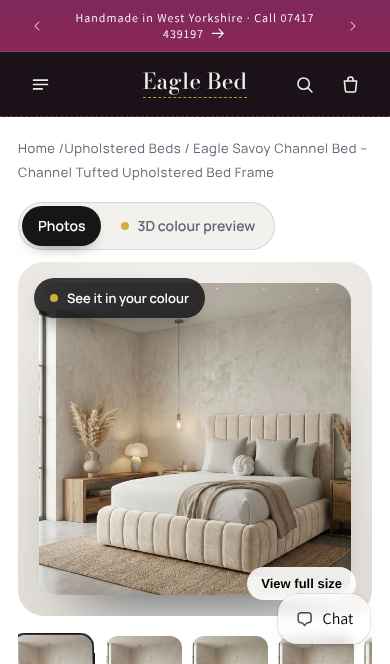 Handmade in West Yorkshire · Call 07417
439197 →
Eagle Bed
Home /Upholstered Beds / Eagle Savoy Channel Bed –
Channel Tufted Upholstered Bed Frame
Photos
3D colour preview
See it in your colour
View full size
Chat